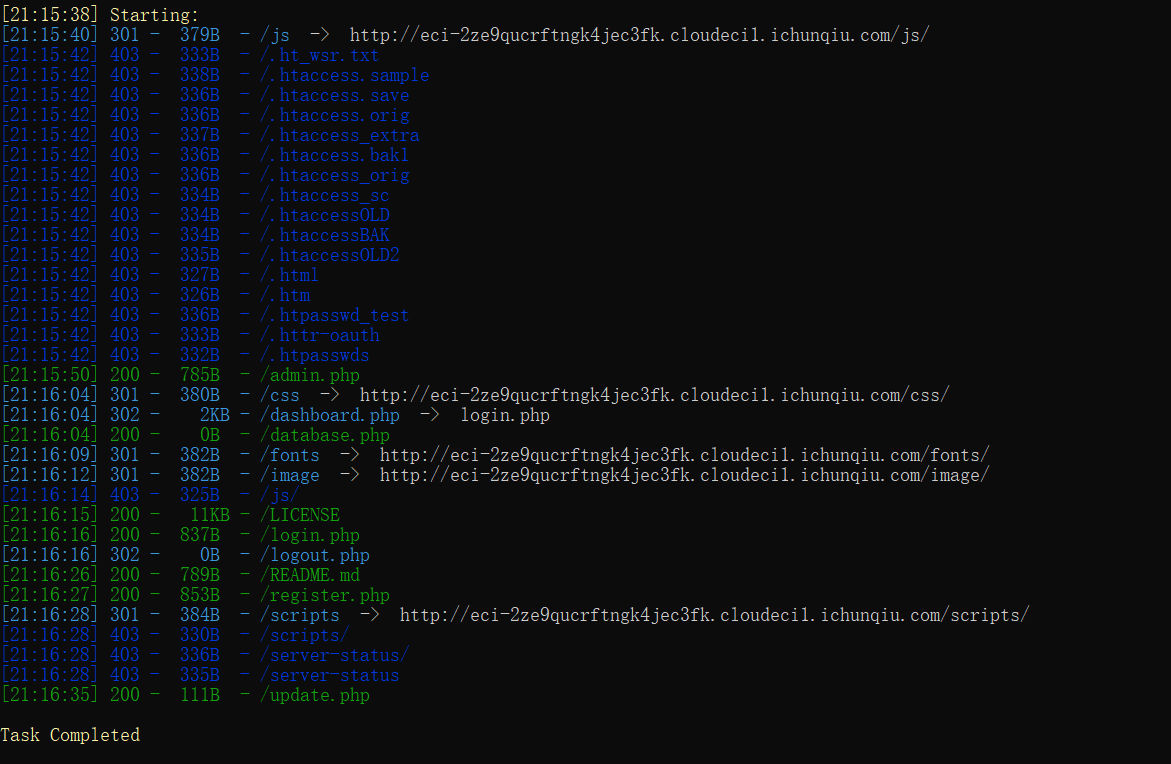 [21:15:38] Starting:
[21:15:40] 301 - 379B - /js -> http://eci-2ze9qucrftngk4jec3fk.cloudeci1.ichunqiu.com/js/
[21:15:42] 403 - 333B - /.ht_wsr.txt
[21:15:42] 403 - 338B - /.htaccess.sample
[21:15:42] 403 - 336B - /.htaccess.save
[21:15:42] 403 - 336B - /.htaccess.orig
[21:15:42] 403 - 337B - /.htaccess_extra
[21:15:42] 403 - 336B - /.htaccess.bak1
[21:15:42] 403 - 336B - /.htaccess_orig
[21:15:42] 403 - 334B - /.htaccess_sc
[21:15:42] 403 - 334B - /.htaccessOLD
[21:15:42] 403 - 334B - /.htaccessBAK
[21:15:42] 403 - 335B - /.htaccessOLD2
[21:15:42] 403 - 327B - /.html
[21:15:42] 403 - 326B - /.htm
[21:15:42] 403 - 336B - /.htpasswd_test
[21:15:42] 403 - 333B - /.httr-oauth
[21:15:42] 403 - 332B - /.htpasswds
[21:15:50] 200 - 785B - /admin.php
[21:16:04] 301 - 380B - /css -> http://eci-2ze9qucrftngk4jec3fk.cloudeci1.ichunqiu.com/css/
[21:16:04] 302 - 2KB - /dashboard.php -> login.php
[21:16:04] 200 - 0B - /database.php
[21:16:09] 301 - 382B - /fonts -> http://eci-2ze9qucrftngk4jec3fk.cloudeci1.ichunqiu.com/fonts/
[21:16:12] 301 - 382B - /image -> http://eci-2ze9qucrftngk4jec3fk.cloudeci1.ichunqiu.com/image/
[21:16:14] 403 - 325B - /js/
[21:16:15] 200 - 11KB - /LICENSE
[21:16:16] 200 - 837B - /login.php
[21:16:16] 302 - 0B - /logout.php
[21:16:26] 200 - 789B - /README.md
[21:16:27] 200 - 853B - /register.php
[21:16:28] 301 - 384B - /scripts -> http://eci-2ze9qucrftngk4jec3fk.cloudeci1.ichunqiu.com/scripts/
[21:16:28] 403 - 330B - /scripts/
[21:16:28] 403 - 336B - /server-status/
[21:16:28] 403 - 335B - /server-status
[21:16:35] 200 - 111B - /update.php
Task Completed